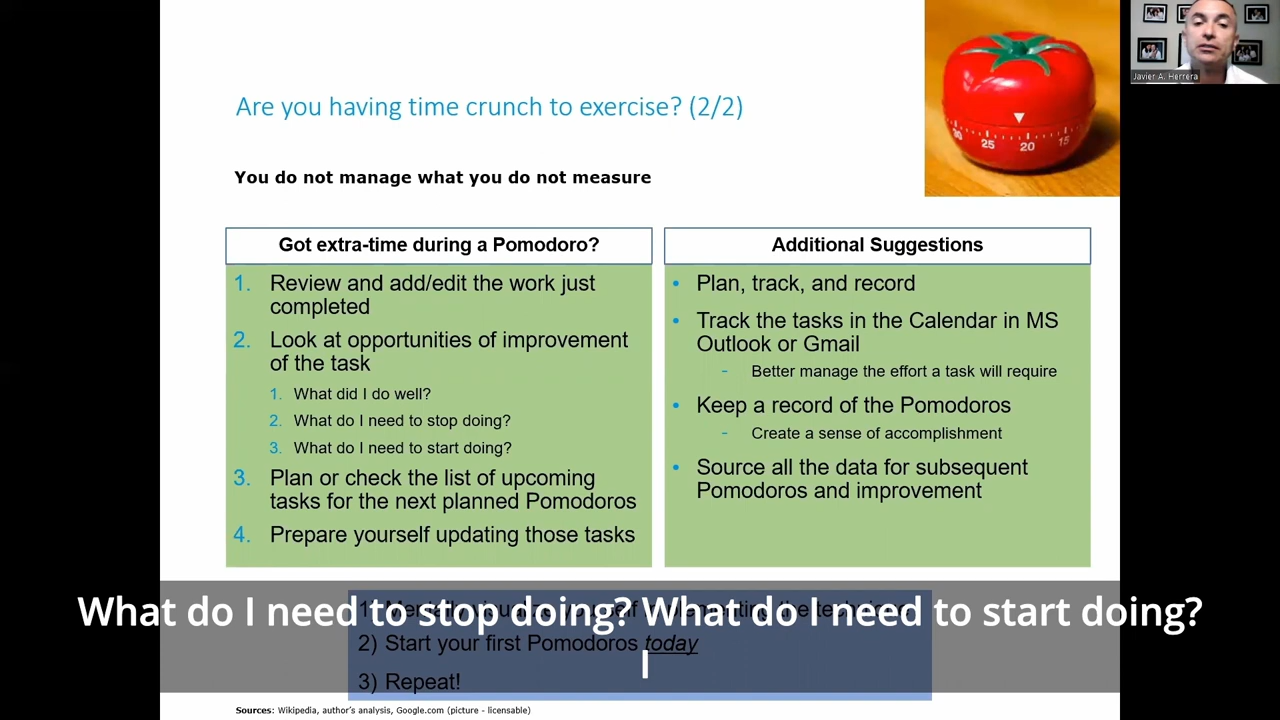 Are you having time crunch to exercise? (2/2)
30 25 20 15
Javier A. Herrera
You do not manage what you do not measure
Got extra-time during a Pomodoro?
1. Review and add/edit the work just
completed
2. Look at opportunities of improvement
of the task
1. What did I do well?
2. What do I need to stop doing?
3. What do I need to start doing?
3. Plan or check the list of upcoming
tasks for the next planned Pomodoros
4. Prepare yourself updating those tasks
Additional Suggestions
• Plan, track, and record
• Track the tasks in the Calendar in MS
Outlook or Gmail
- Better manage the effort a task will require
• Keep a record of the Pomodoros
- Create a sense of accomplishment
• Source all the data for subsequent
Pomodoros and improvement
What do I need to stop doing? What do I need to start doing?
I
2) Start your first Pomodoros today
3) Repeat!
Sources: Wikipedia, author's analysis, Google.com (picture - licensable)